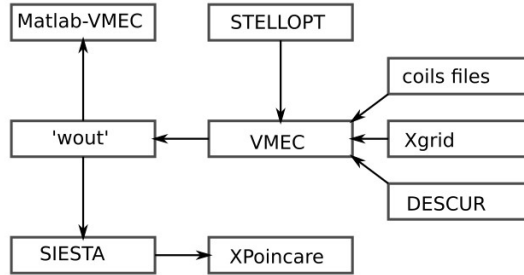 Matlab-VMEC
STELLOPT
coils files
'wout'
VMEC
Xgrid
DESCUR
SIESTA
XPoincare